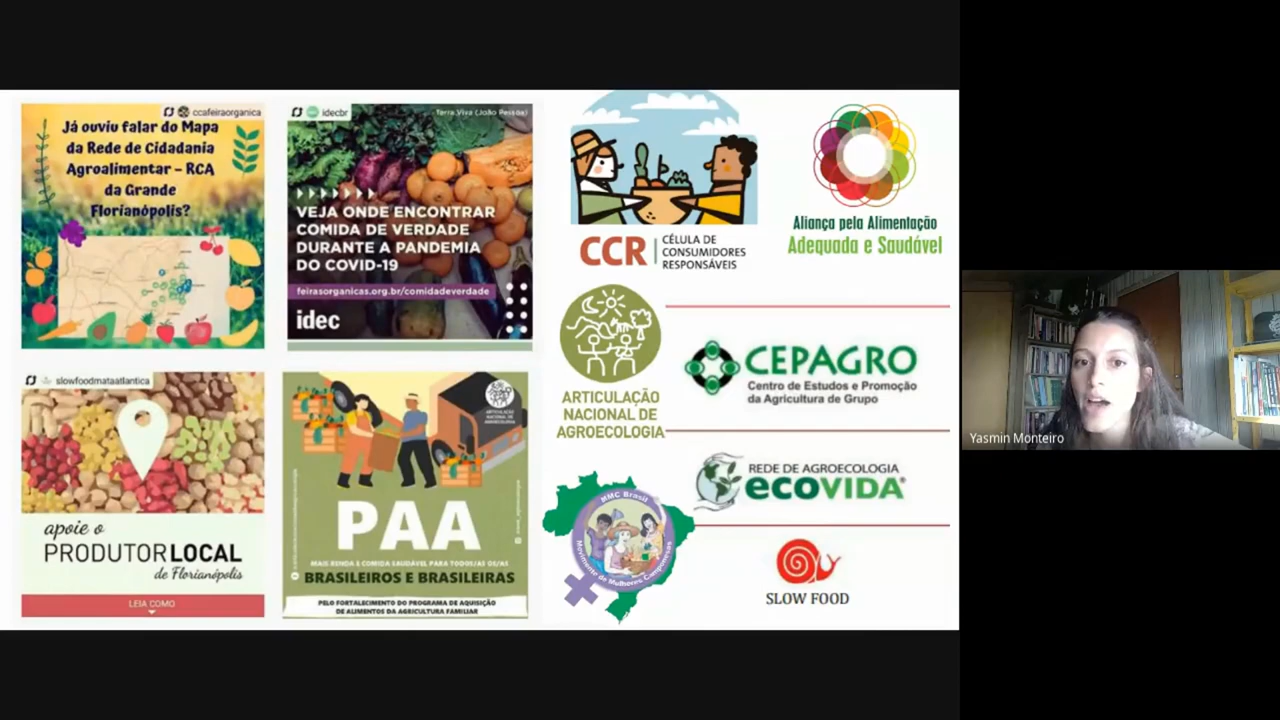 ccafeiraorganica
Já ouviu falar do Mapa
da Rede de Cidadania
Agroalimentar – RCA
da Grande
Florianópolis?
idecbr
Terra Viva (João Pessoa)
VEJA ONDE ENCONTRAR
COMIDA DE VERDADE
DURANTE A PANDEMIA
DO COVID-19
feirasorganicas.org.br/comidadeverdade
idec
slowfoodmataatlantica
apoie o
PRODUTOR LOCAL
de Florianópolis
LEIA COMO
ARTICULAÇÃO
NACIONAL DE
AGROECOLOGIA
PAA
MAIS RENDA E COMIDA SAUDÁVEL PARA TODOS/AS OS/AS
BRASILEIROS E BRASILEIRAS
PELO FORTALECIMENTO DO PROGRAMA DE AQUISIÇÃO
DE ALIMENTOS DA AGRICULTURA FAMILIAR
CCR
CÉLULA DE
CONSUMIDORES
RESPONSÁVEIS
Aliança pela Alimentação
Adequada e Saudável
ARTICULAÇÃO
NACIONAL DE
AGROECOLOGIA
CEPAGRO
Centro de Estudos e Promoção
da Agricultura de Grupo
MMC Brasil
Movimento de Mulheres Camponesas
REDE DE AGROECOLOGIA
ecoVIDA®
SLOW FOOD
Yasmin Monteiro